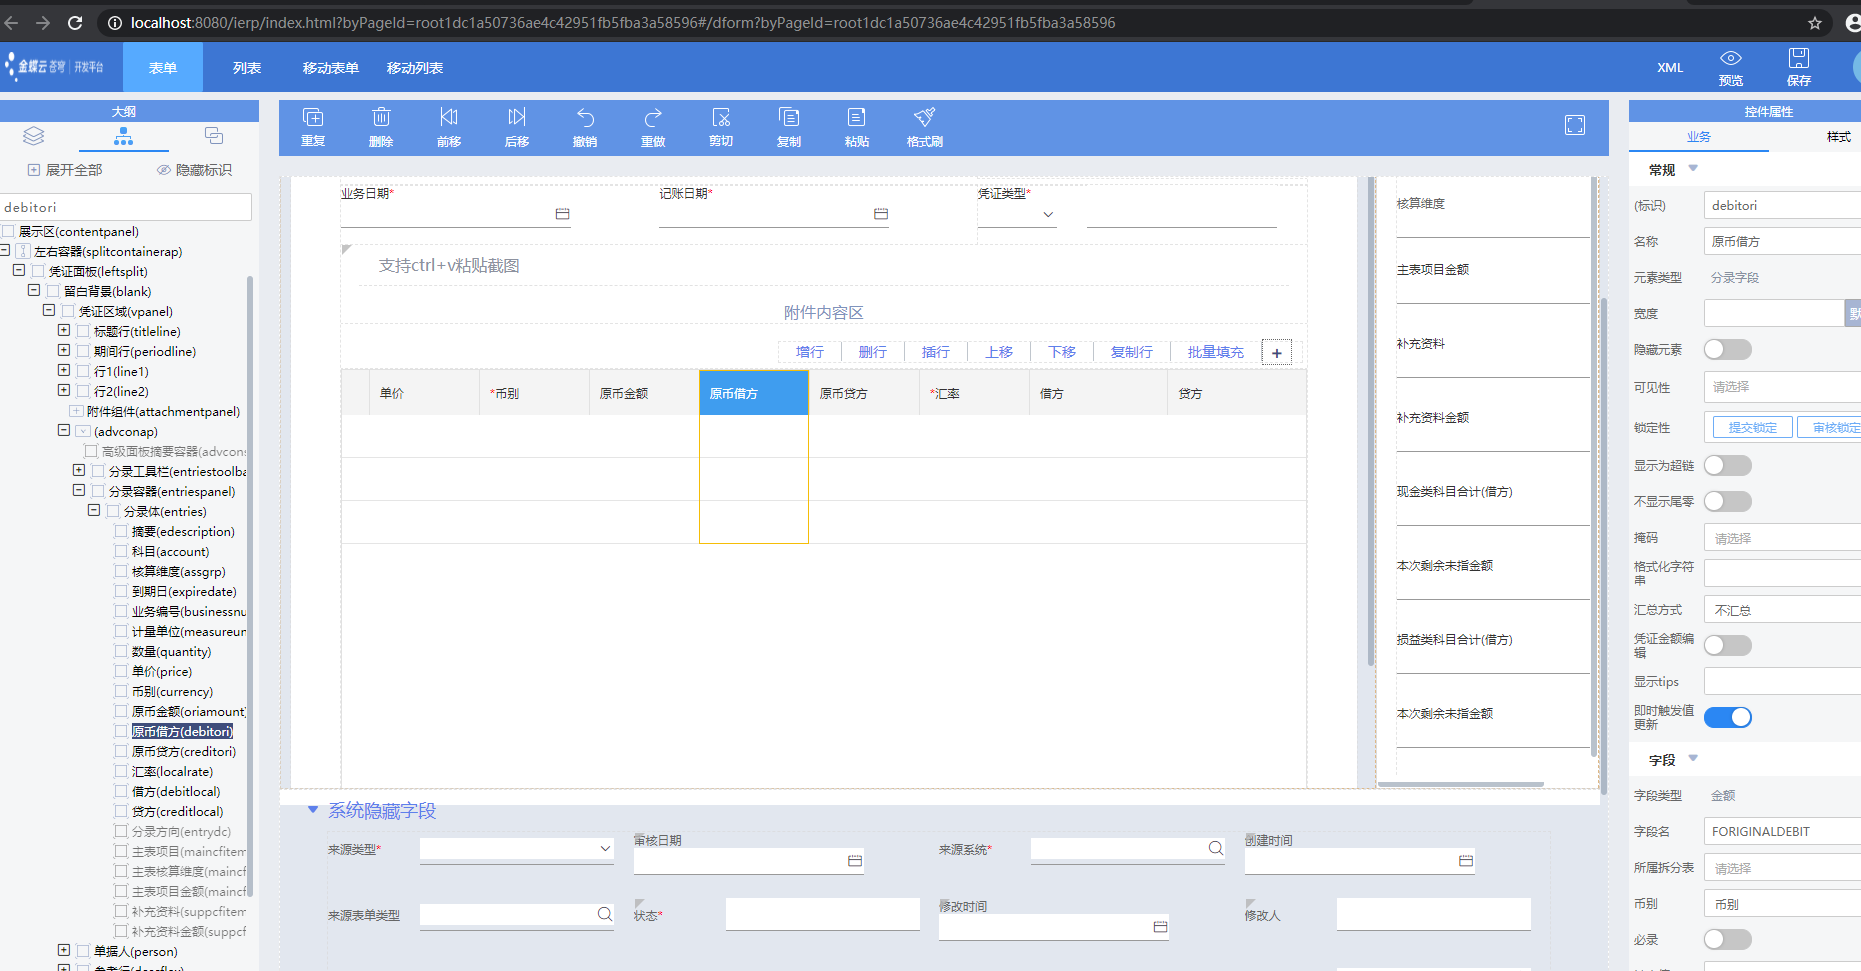 localhost:8080/ierp/index.html?byPageId=root1dc1a50736ae4c42951fb5fba3a58596#/dform?byPageId=root1dc1a50736ae4c42951fb5fba3a58596
金蝶云 苍穹 | 开发平台 表单 列表 移动表单 移动列表 XML 预览 保存
大纲
展开全部 隐藏标识
debitori
展示区(contentpanel)
左右容器(splitcontainerap)
凭证面板(leftsplit)
留白背景(blank)
凭证区域(vpanel)
标题行(titleline)
期间行(periodline)
行1(line1)
行2(line2)
附件组件(attachmentpanel)
(advconap)
高级面板摘要容器(advcons
分录工具栏(entriestoolba
分录容器(entriespanel)
分录体(entries)
摘要(edescription)
科目(account)
核算维度(assgrp)
到期日(expiredate)
业务编号(businessnu
计量单位(measureun
数量(quantity)
单价(price)
币别(currency)
原币金额(oriamount)
原币借方(debitori)
原币贷方(creditori)
汇率(localrate)
借方(debitlocal)
贷方(creditlocal)
分录方向(entrydc)
主表项目(maincfitem
主表核算维度(maincf
主表项目金额(maincf
补充资料(suppcfitem
补充资料金额(suppcf
单据人(person)
重复 删除 前移 后移 撤销 重做 剪切 复制 粘贴 格式刷
业务日期* 记账日期* 凭证类型*
支持ctrl+v粘贴截图
附件内容区
增行 删行 插行 上移 下移 复制行 批量填充 +
单价 *币别 原币金额 原币借方 原币贷方 *汇率 借方 贷方
核算维度
主表项目金额
补充资料
补充资料金额
现金类科目合计(借方)
本次剩余未指金额
损益类科目合计(借方)
本次剩余未指金额
系统隐藏字段
来源类型* 审核日期 来源系统* 创建时间
来源表单类型 状态* 修改时间 修改人
控件属性
业务 样式
常规
(标识) debitori
名称 原币借方
元素类型 分录字段
宽度 默
隐藏元素
可见性 请选择
锁定性 提交锁定 审核锁定
显示为超链
不显示尾零
掩码 请选择
格式化字符
串
汇总方式 不汇总
凭证金额编
辑
显示tips
即时触发值
更新
字段
字段类型 金额
字段名 FORIGINALDEBIT
所属拆分表 请选择
币别 币别
必录